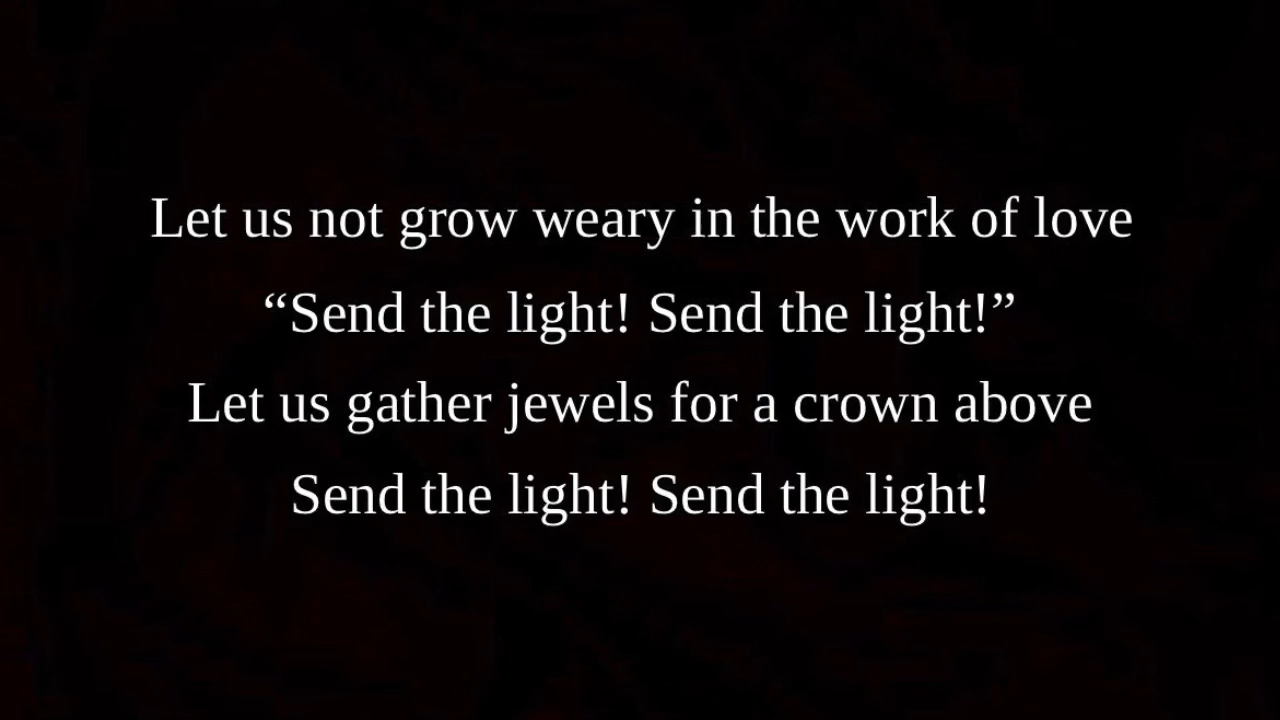 Let us not grow weary in the work of love
“Send the light! Send the light!”
Let us gather jewels for a crown above
Send the light! Send the light!